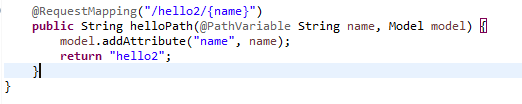 @RequestMapping("/hello2/{name}")
public String helloPath(@PathVariable String name, Model model) {
model.addAttribute("name", name);
return "hello2";
}
}